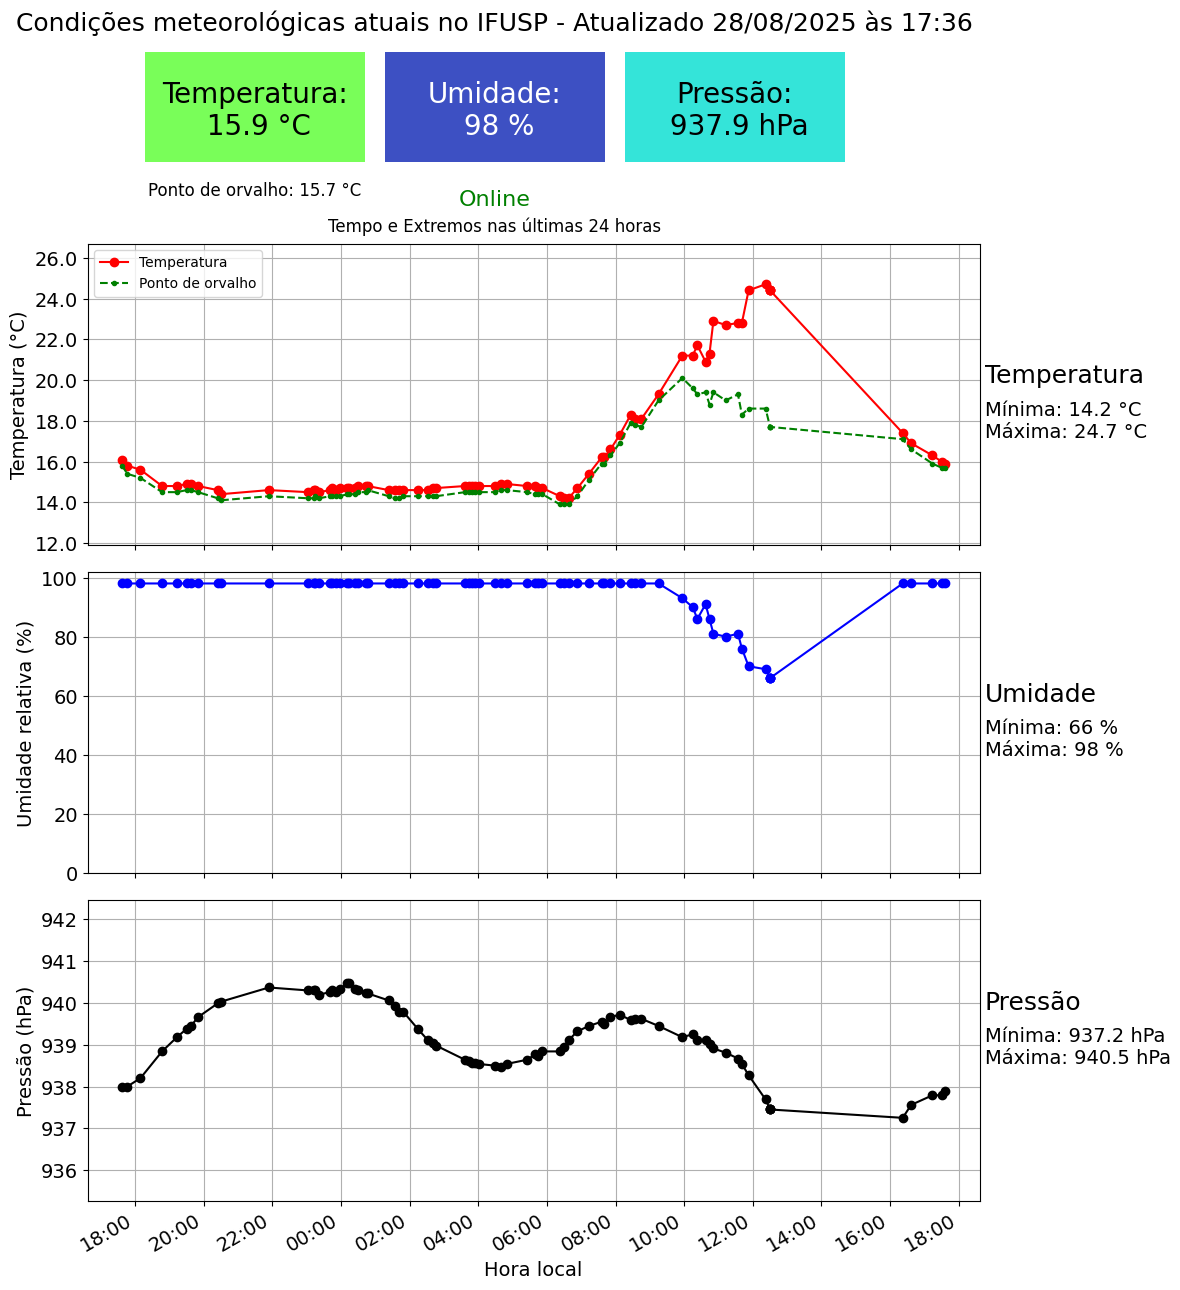 Condições meteorológicas atuais no IFUSP - Atualizado 28/08/2025 às 17:36
Temperatura:
15.9 °C
Umidade:
98 %
Pressão:
937.9 hPa
Ponto de orvalho: 15.7 °C
Online
Tempo e Extremos nas últimas 24 horas
Temperatura (°C)
26.0
24.0
22.0
20.0
18.0
16.0
14.0
12.0
Temperatura
Ponto de orvalho
Temperatura
Mínima: 14.2 °C
Máxima: 24.7 °C
Umidade relativa (%)
100
80
60
40
20
0
Umidade
Mínima: 66 %
Máxima: 98 %
Pressão (hPa)
942
941
940
939
938
937
936
Pressão
Mínima: 937.2 hPa
Máxima: 940.5 hPa
18:00 20:00 22:00 00:00 02:00 04:00 06:00 08:00 10:00 12:00 14:00 16:00 18:00
Hora local